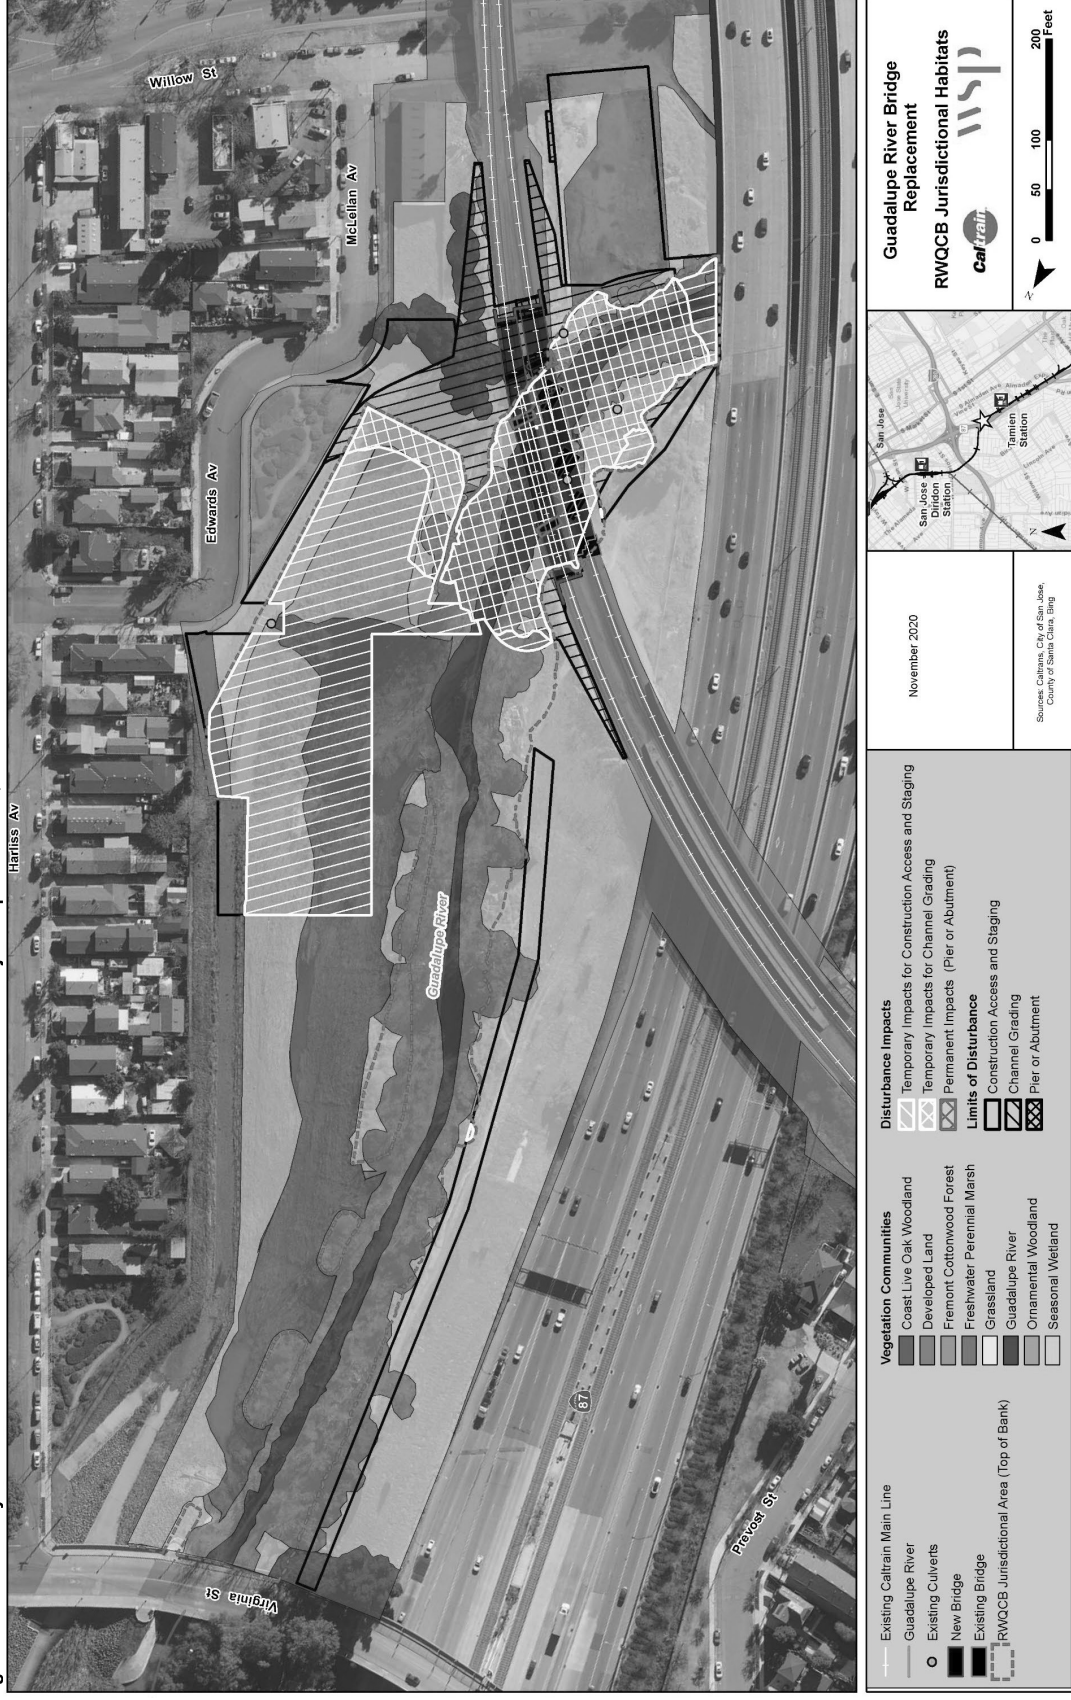 Harliss Av
Willow St
McLellan Av
Edwards Av
Guadalupe River
Virginia St
Prevost St
87
Existing Caltrain Main Line
Guadalupe River
Existing Culverts
New Bridge
Existing Bridge
RWQCB Jurisdictional Area (Top of Bank)
Vegetation Communities
Coast Live Oak Woodland
Developed Land
Fremont Cottonwood Forest
Freshwater Perennial Marsh
Grassland
Guadalupe River
Ornamental Woodland
Seasonal Wetland
Disturbance Impacts
Temporary Impacts for Construction Access and Staging
Temporary Impacts for Channel Grading
Permanent Impacts (Pier or Abutment)
Limits of Disturbance
Construction Access and Staging
Channel Grading
Pier or Abutment
November 2020
Sources: Caltrans, City of San Jose,
County of Santa Clara, Bing
San Jose
San Jose
Diridon
Station
Tamien
Station
N
Guadalupe River Bridge
Replacement
RWQCB Jurisdictional Habitats
Caltrain
wsp
N
0 50 100 200
Feet